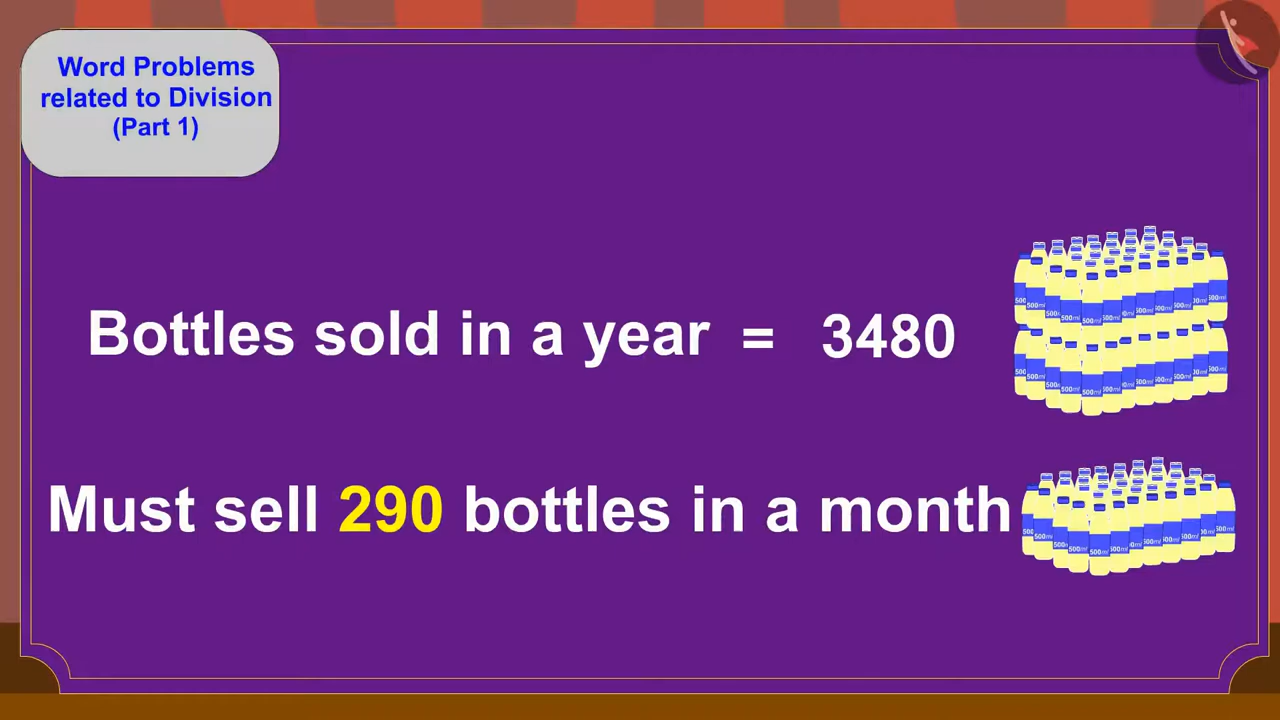 Word Problems
related to Division
(Part 1)
Bottles sold in a year = 3480
Must sell 290 bottles in a month